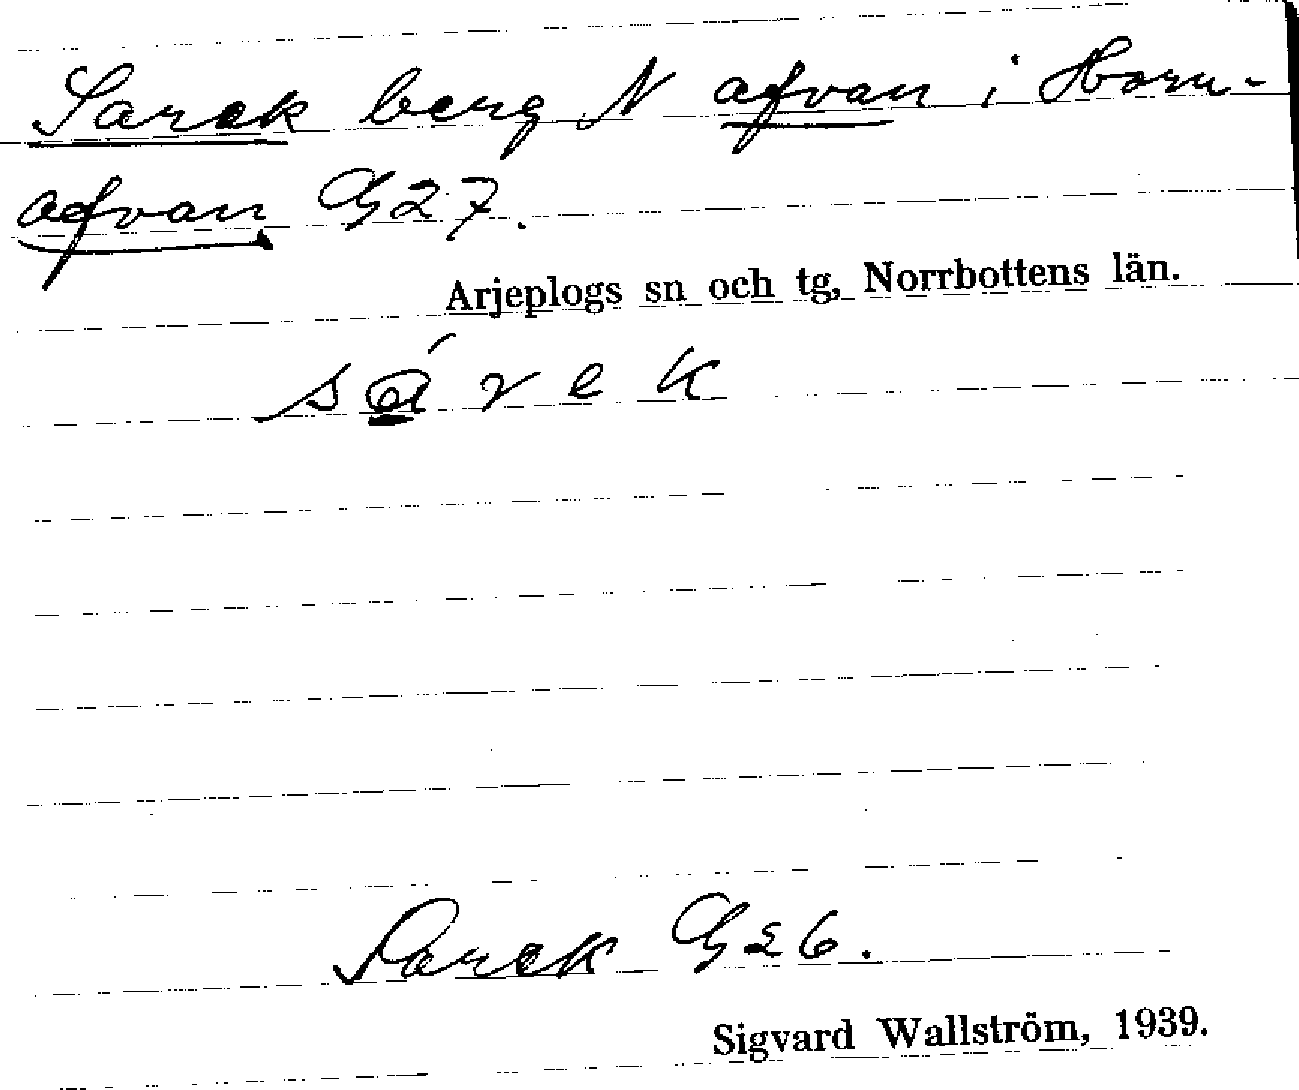 Sarek berg N afvan i Horn-
afvan G27.
Arjeplogs sn och tg, Norrbottens län.
sárek
Sarek G26.
Sigvard Wallström, 1939.